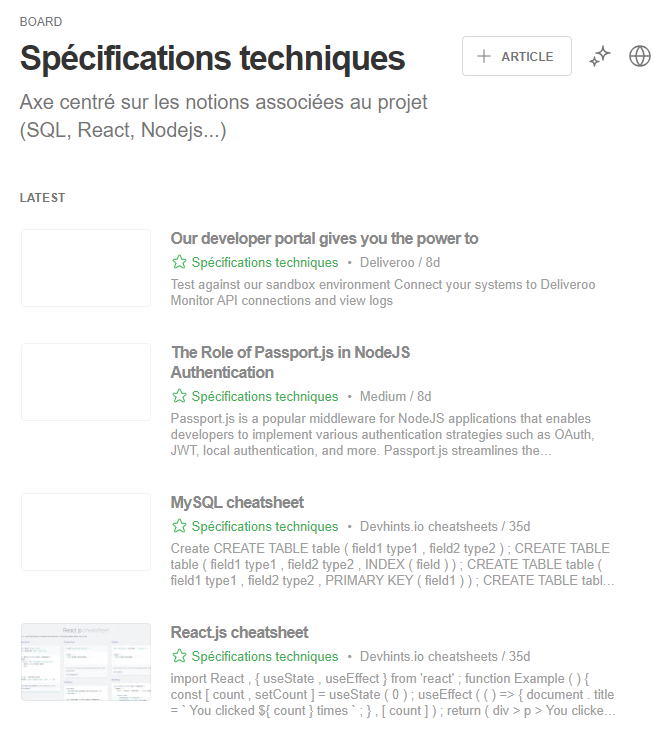 BOARD
Spécifications techniques
+ ARTICLE
Axe centré sur les notions associées au projet
(SQL, React, Nodejs...)
LATEST
Our developer portal gives you the power to
Spécifications techniques • Deliveroo / 8d
Test against our sandbox environment Connect your systems to Deliveroo
Monitor API connections and view logs
The Role of Passport.js in NodeJS
Authentication
Spécifications techniques • Medium / 8d
Passport.js is a popular middleware for NodeJS applications that enables
developers to implement various authentication strategies such as OAuth,
JWT, local authentication, and more. Passport.js streamlines the...
MySQL cheatsheet
Spécifications techniques • Devhints.io cheatsheets / 35d
Create CREATE TABLE table ( field1 type1 , field2 type2 ) ; CREATE TABLE
table ( field1 type1 , field2 type2 , INDEX ( field ) ) ; CREATE TABLE table (
field1 type1 , field2 type2 , PRIMARY KEY ( field1 ) ) ; CREATE TABLE tabl...
React.js cheatsheet
React.js cheatsheet
Spécifications techniques • Devhints.io cheatsheets / 35d
import React , { useState , useEffect } from 'react' ; function Example ( ) {
const [ count , setCount ] = useState ( 0 ) ; useEffect ( ( ) => { document . title
= ` You clicked ${ count } times ` ; } , [ count ] ) ; return ( div > p > You clicke...